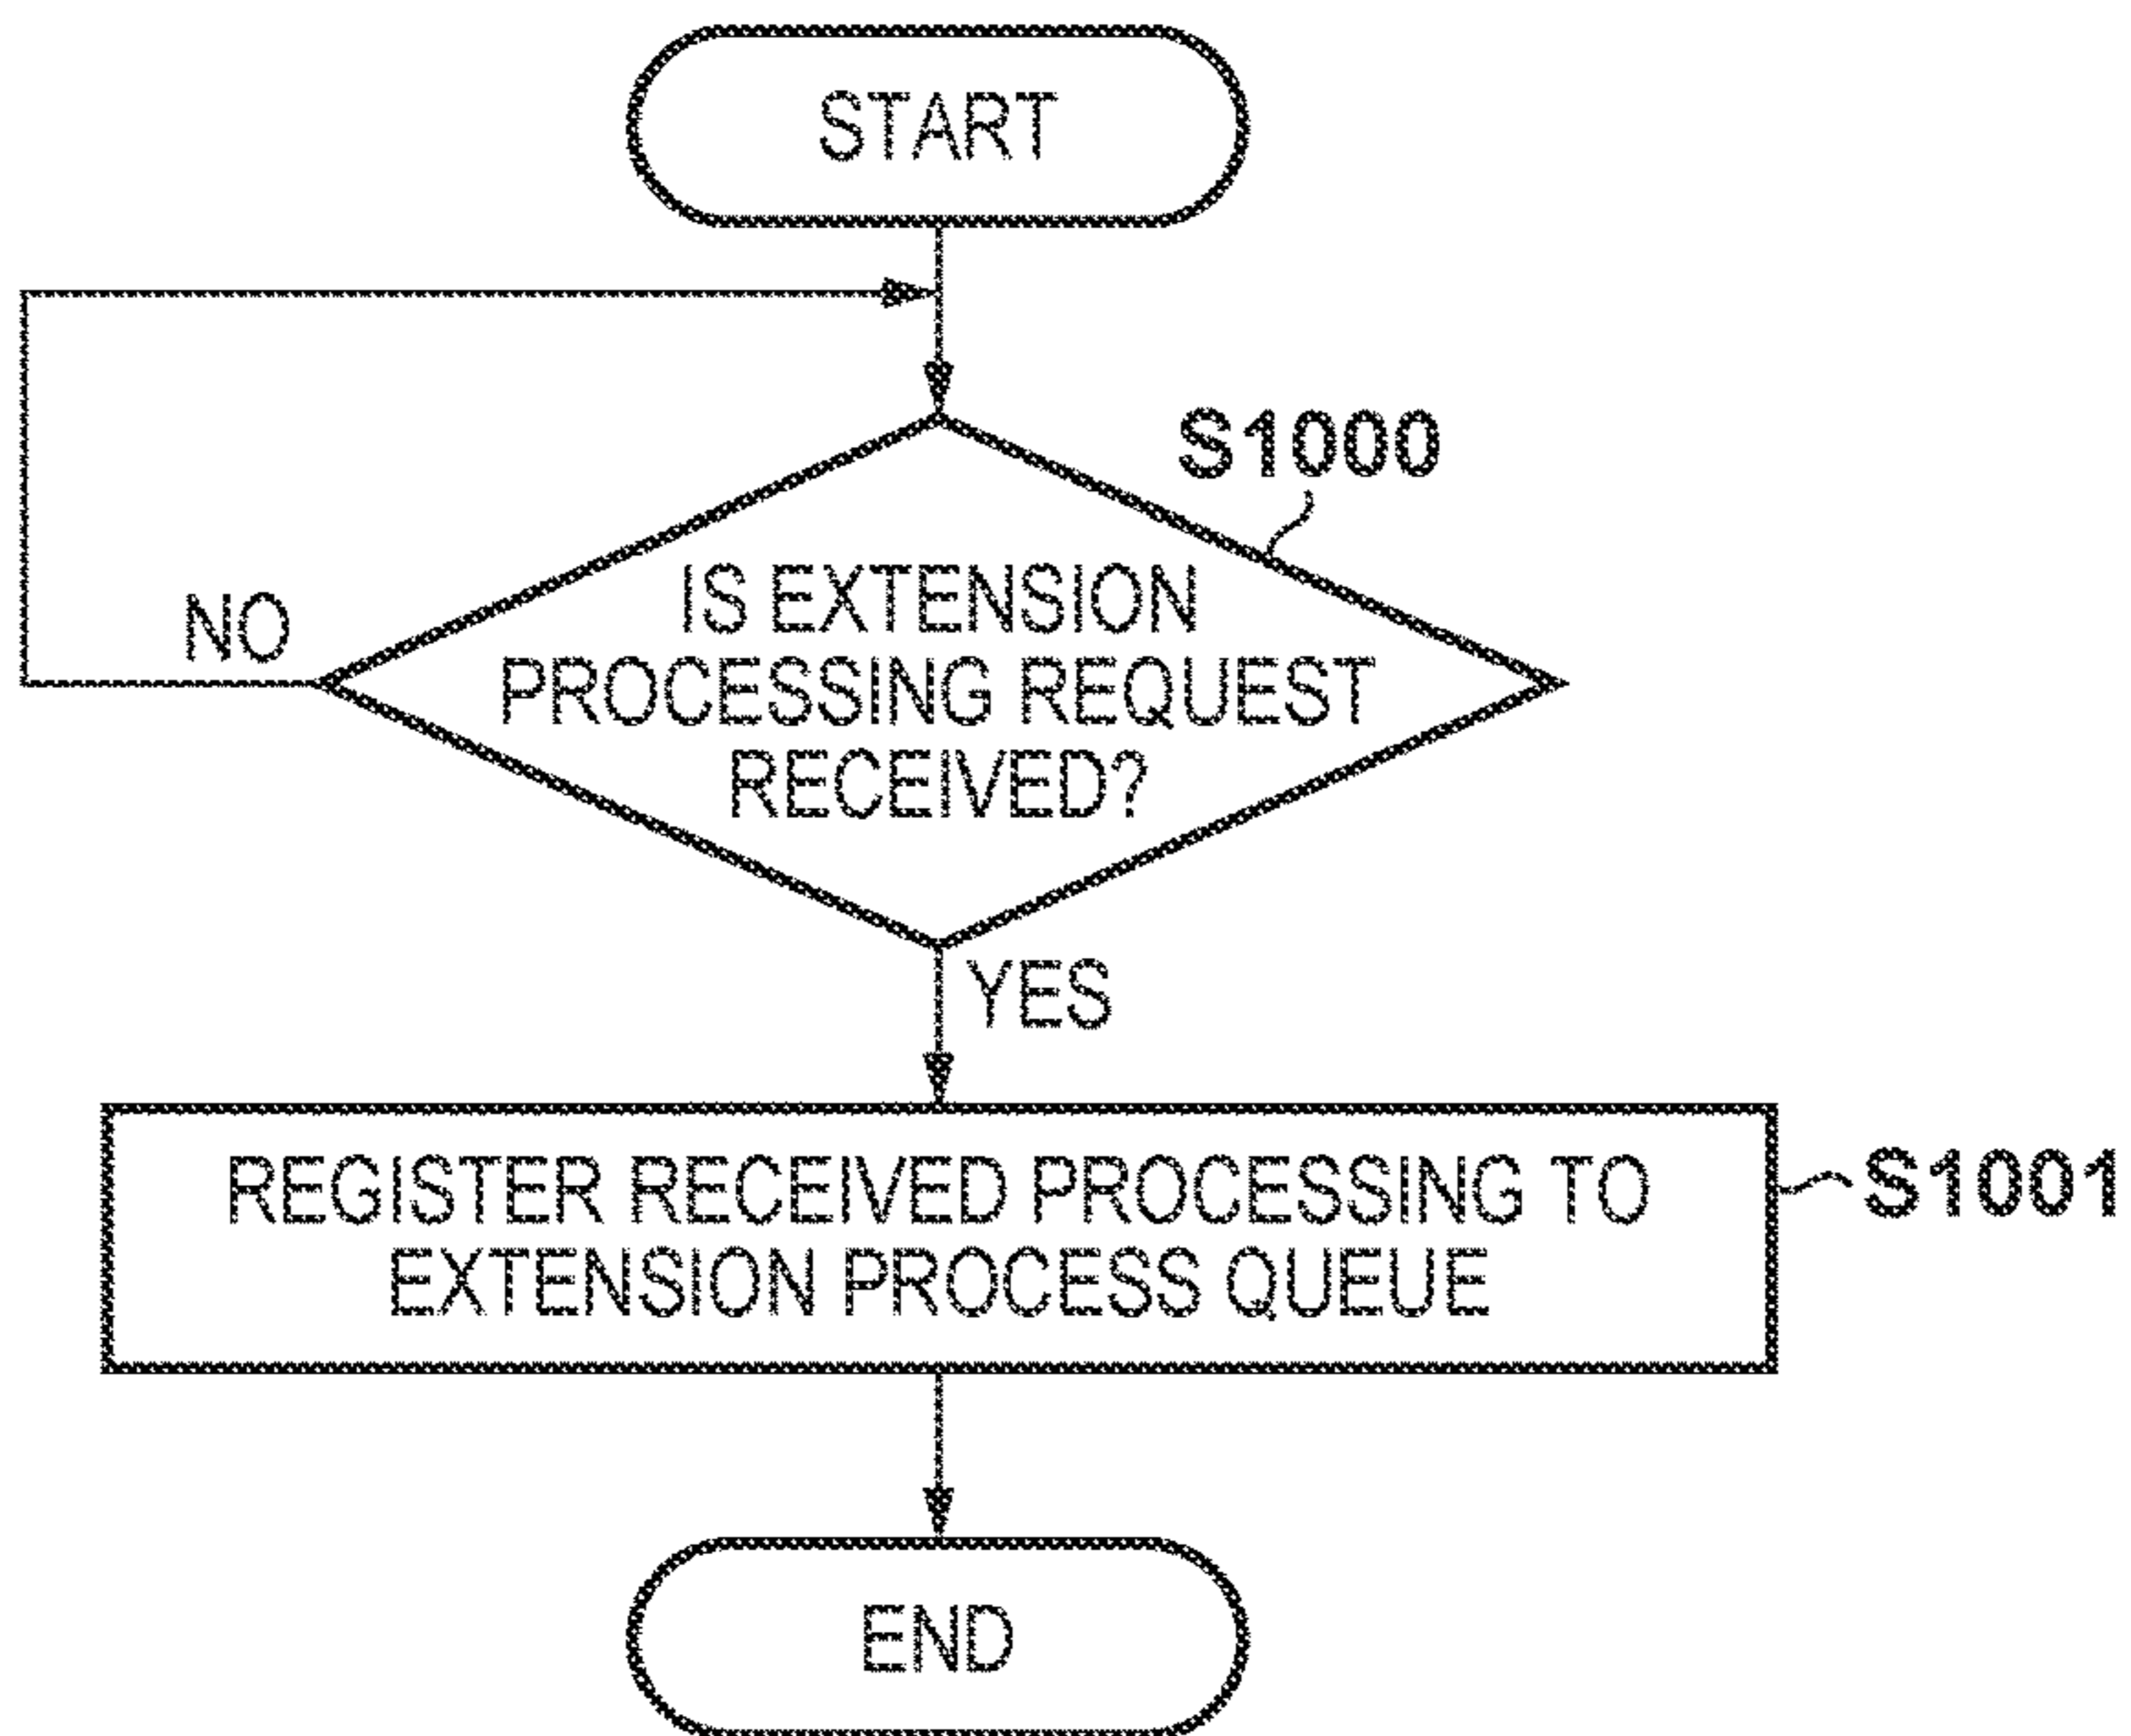 START
S1000
IS EXTENSION
PROCESSING REQUEST
RECEIVED?
NO
YES
REGISTER RECEIVED PROCESSING TO
EXTENSION PROCESS QUEUE
S1001
END